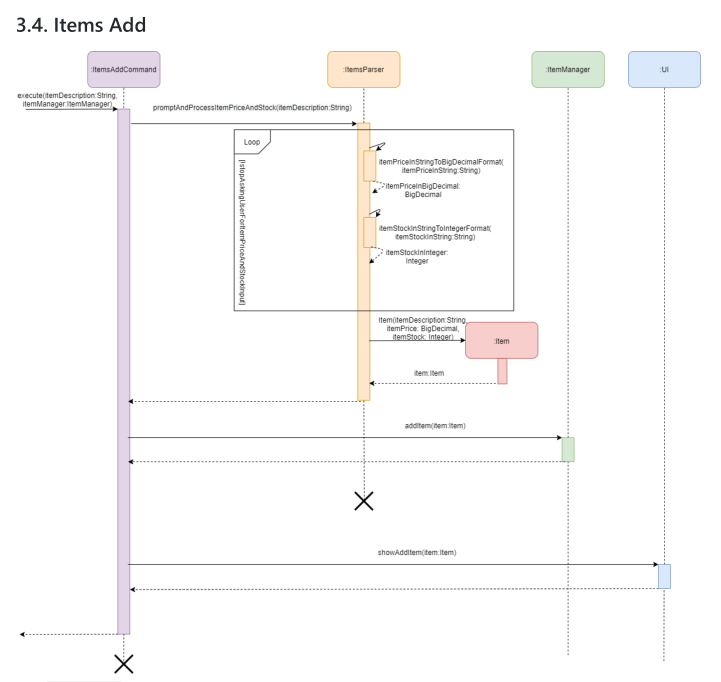 3.4. Items Add
:ItemsAddCommand
:ItemsParser
:ItemManager
:UI
execute(itemDescription:String,
itemManager:ItemManager)
promptAndProcessItemPriceAndStock(itemDescription:String)
Loop
[!stopAskingUserForItemPriceAndStockInput]
itemPriceInStringToBigDecimalFormat(
itemPriceInString:String)
itemPriceInBigDecimal:
BigDecimal
itemStockInStringToIntegerFormat(
itemStockInString:String)
itemStockInInteger:
Integer
Item(itemDescription:String,
itemPrice: BigDecimal,
itemStock: Integer)
:Item
item:Item
addItem(item:Item)
showAddItem(item:Item)